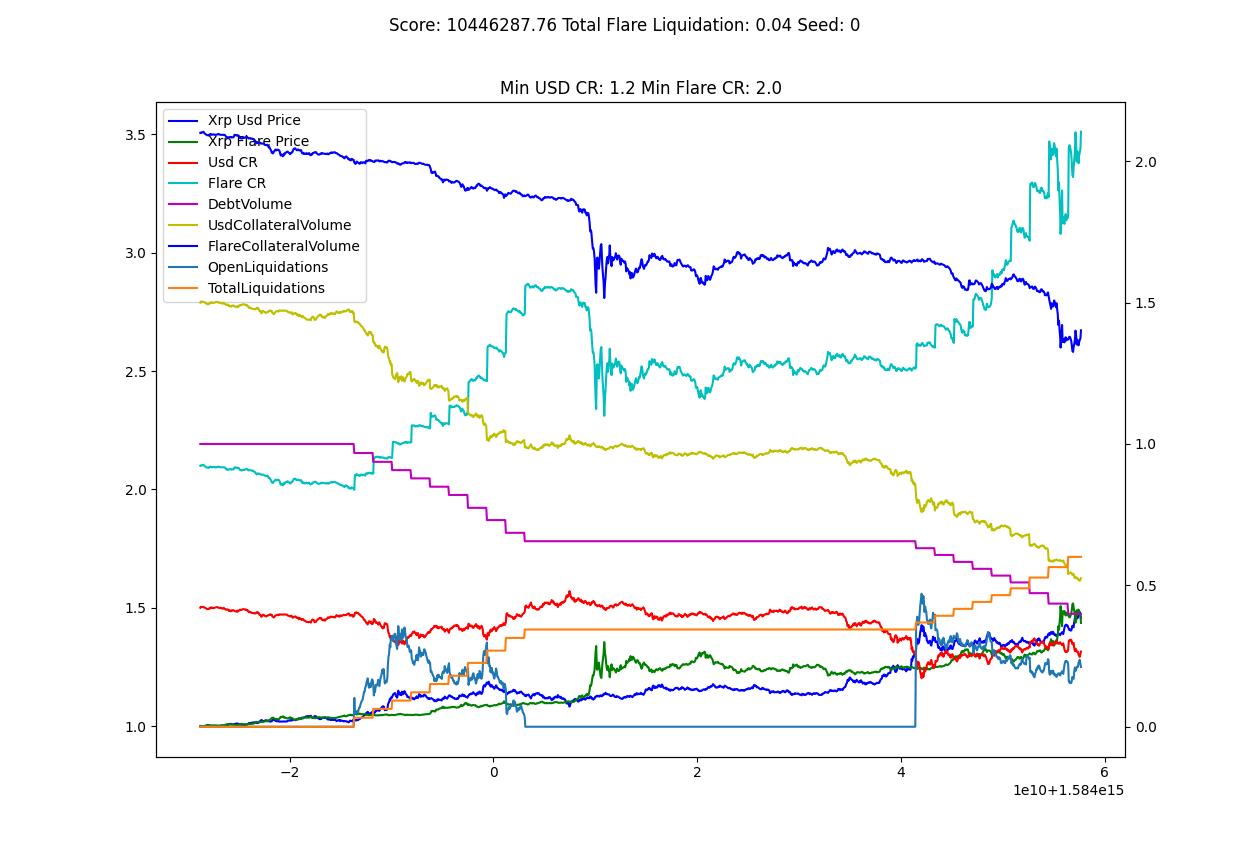 Score: 10446287.76 Total Flare Liquidation: 0.04 Seed: 0
Min USD CR: 1.2 Min Flare CR: 2.0
Xrp Usd Price
Xrp Flare Price
Usd CR
Flare CR
DebtVolume
UsdCollateralVolume
FlareCollateralVolume
OpenLiquidations
TotalLiquidations
3.5
3.0
2.5
2.0
1.5
1.0
2.0
1.5
1.0
0.5
0.0
−2 0 2 4 6
1e10+1.584e15